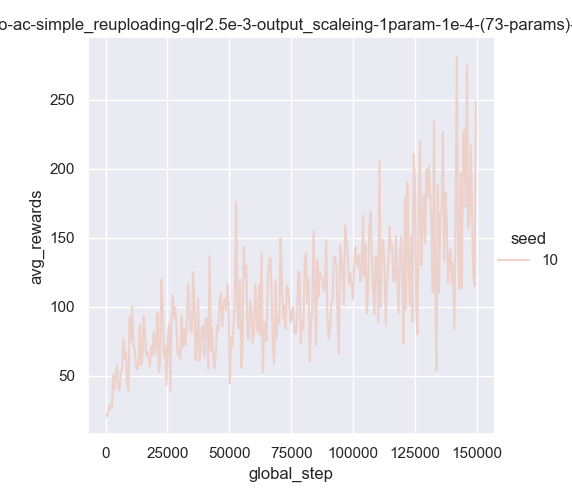 o-ac-simple_reuploading-qlr2.5e-3-output_scaleing-1param-1e-4-(73-params)-
250
200
150
100
50
avg_rewards
seed
10
0 25000 50000 75000 100000 125000 150000
global_step